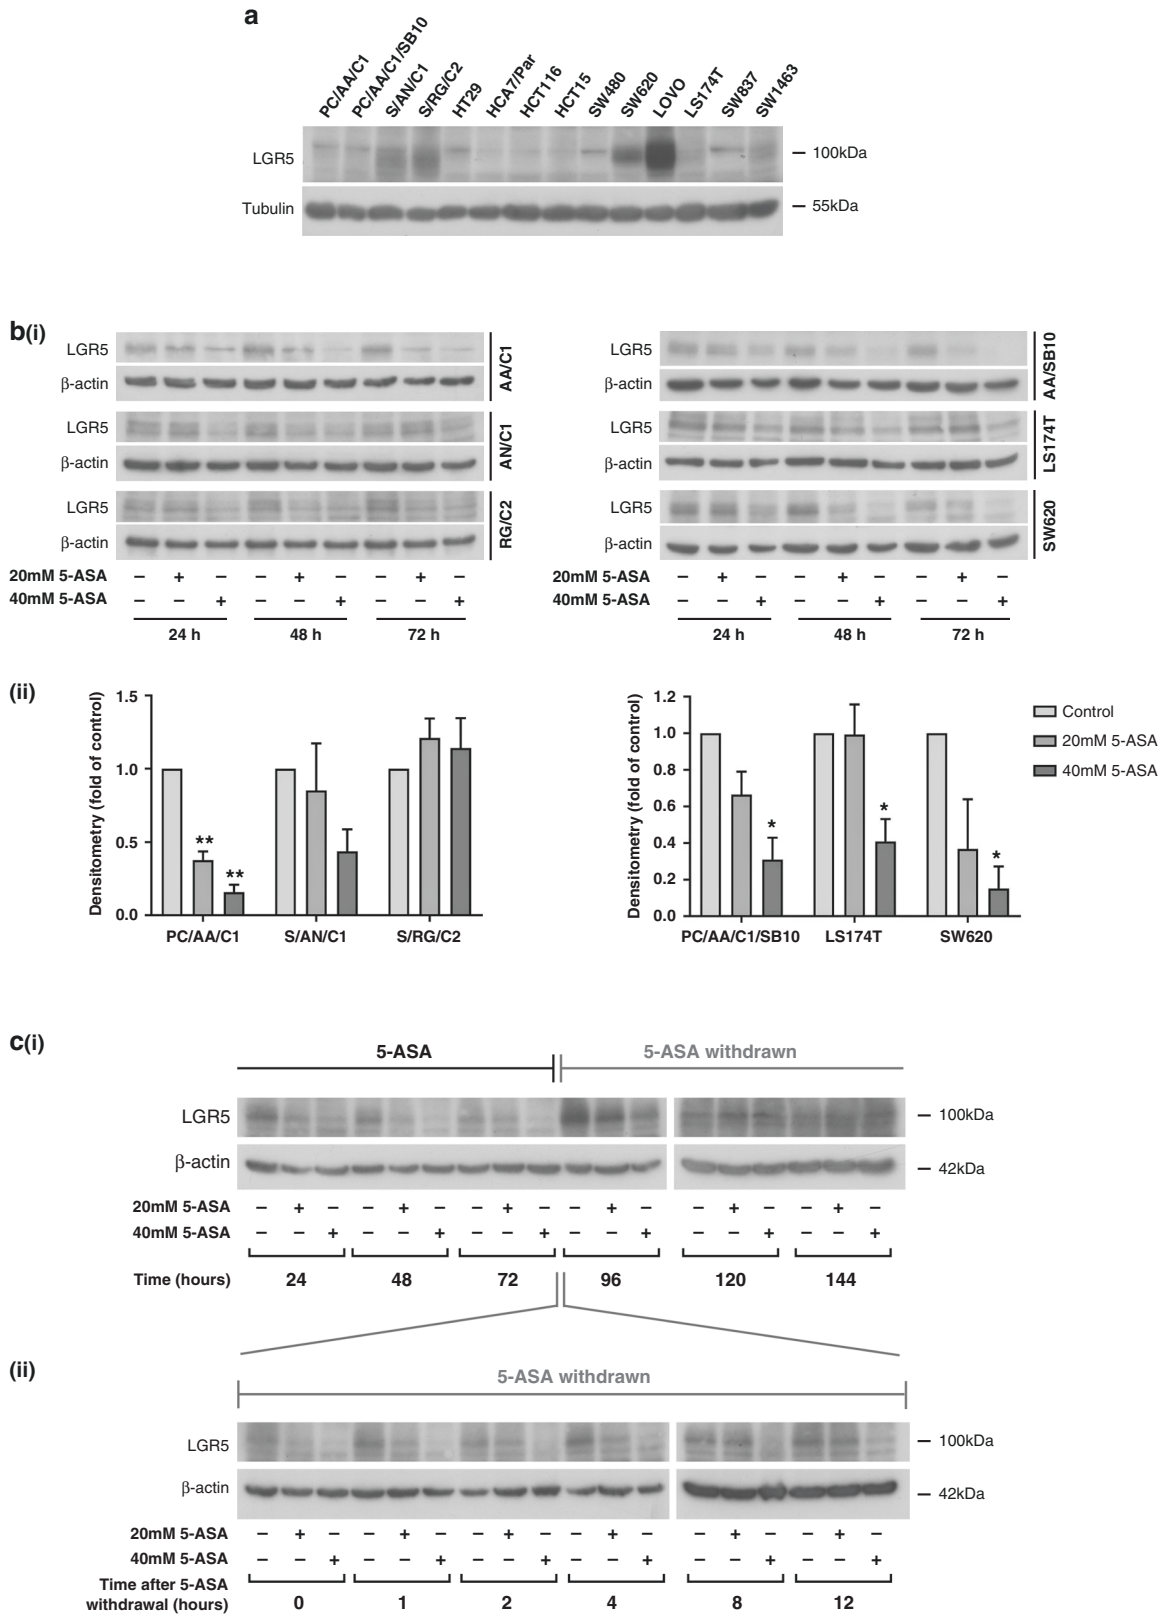 a
PC/AA/C1 PC/AA/C1/SB10 S/AN/C1 S/RG/C2 HT29 HCA7/Par HCT116 HCT15 SW480 SW620 LOVO LS174T SW837 SW1463
LGR5 – 100kDa
Tubulin – 55kDa
b(i)
LGR5
β-actin
AA/C1
LGR5
β-actin
AN/C1
LGR5
β-actin
RG/C2
20mM 5-ASA – + – – + – – + –
40mM 5-ASA – – + – – + – – +
24 h 48 h 72 h
LGR5
β-actin
AA/SB10
LGR5
β-actin
LS174T
LGR5
β-actin
SW620
20mM 5-ASA – + – – + – – + –
40mM 5-ASA – – + – – + – – +
24 h 48 h 72 h
(ii)
Densitometry (fold of control)
1.5
1.0
0.5
0.0
** **
PC/AA/C1 S/AN/C1 S/RG/C2
Densitometry (fold of control)
1.2
1.0
0.8
0.6
0.4
0.2
0.0
* * *
PC/AA/C1/SB10 LS174T SW620
Control
20mM 5-ASA
40mM 5-ASA
c(i)
5-ASA 5-ASA withdrawn
LGR5 – 100kDa
β-actin – 42kDa
20mM 5-ASA – + – – + – – + – – + – – + – – + –
40mM 5-ASA – – + – – + – – + – – + – – + – – +
Time (hours) 24 48 72 96 120 144
(ii)
5-ASA withdrawn
LGR5 – 100kDa
β-actin – 42kDa
20mM 5-ASA – + – – + – – + – – + – – + – – + –
40mM 5-ASA – – + – – + – – + – – + – – + – – +
Time after 5-ASA
withdrawal (hours) 0 1 2 4 8 12